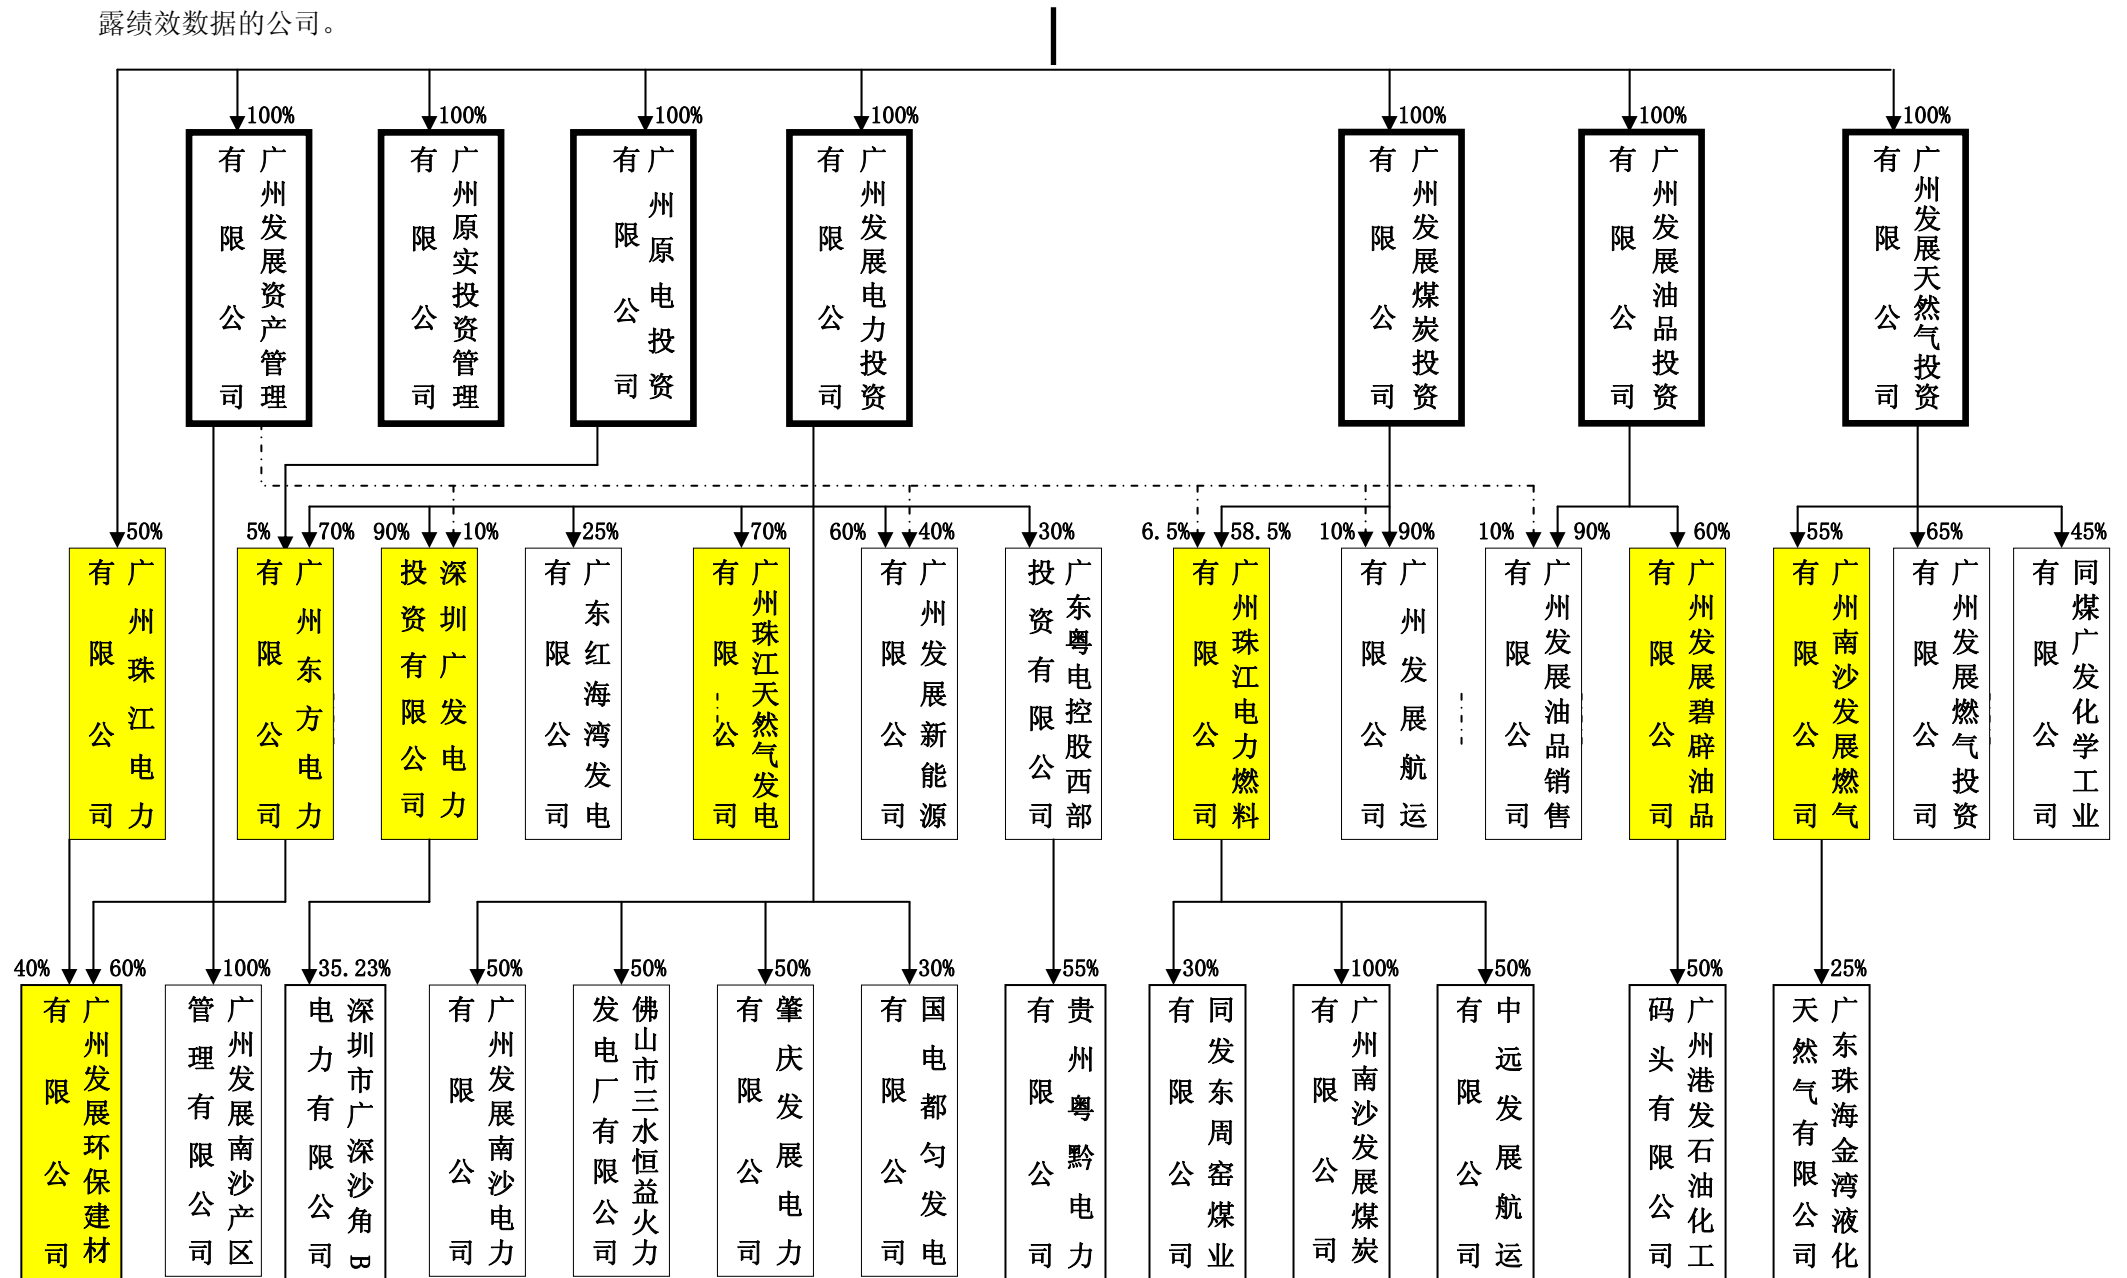 露绩效数据的公司。
100%
100%
100%
100%
100%
100%
100%
广州发展资产管理
有限公司
广州原实投资管理
有限公司
广州原电投资
有限公司
广州发展电力投资
有限公司
广州发展煤炭投资
有限公司
广州发展油品投资
有限公司
广州发展天然气投资
有限公司
50%
5%
70%
90%
10%
25%
70%
60%
40%
30%
6.5%
58.5%
10%
90%
10%
90%
60%
55%
65%
45%
广州珠江电力
有限公司
广州东方电力
有限公司
深圳广发电力
投资有限公司
广东红海湾发电
有限公司
广州珠江天然气发电
有限公司
广州发展新能源
有限公司
广东粤电控股西部
投资有限公司
广州珠江电力燃料
有限公司
广州发展航运
有限公司
广州发展油品销售
有限公司
广州发展碧辟油品
有限公司
广州南沙发展燃气
有限公司
广州发展燃气投资
有限公司
同煤广发化学工业
有限公司
40%
60%
100%
35.23%
50%
50%
50%
30%
55%
30%
100%
50%
50%
25%
广州发展环保建材
有限公司
广州发展南沙产区
管理有限公司
深圳市广深沙角B
电力有限公司
广州发展南沙电力
有限公司
佛山市三水恒益火力
发电厂有限公司
肇庆发展电力
有限公司
国电都匀发电
有限公司
贵州粤黔电力
有限公司
同发东周窑煤业
有限公司
广州南沙发展煤炭
有限公司
中远发展航运
有限公司
广州港发石油化工
码头有限公司
广东珠海金湾液化
天然气有限公司